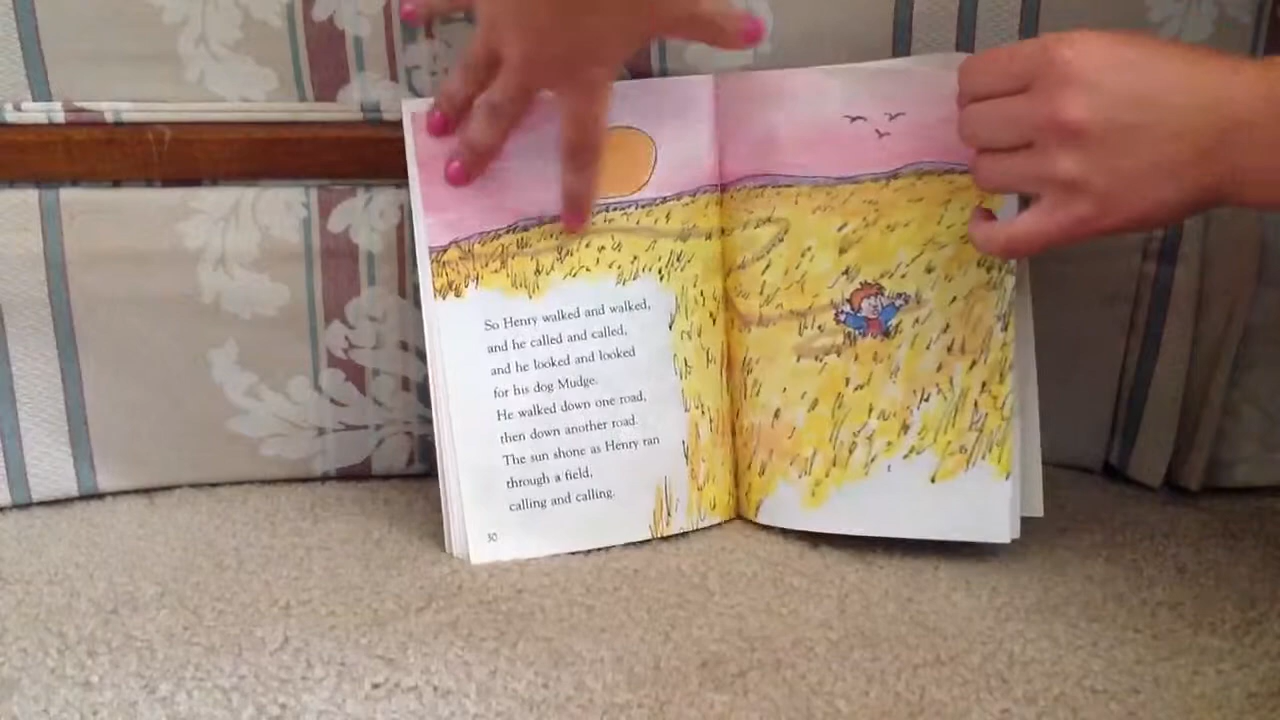 So Henry walked and walked,
and he called and called,
and he looked and looked
for his dog Mudge.
He walked down one road,
then down another road.
The sun shone as Henry ran
through a field,
calling and calling.
30